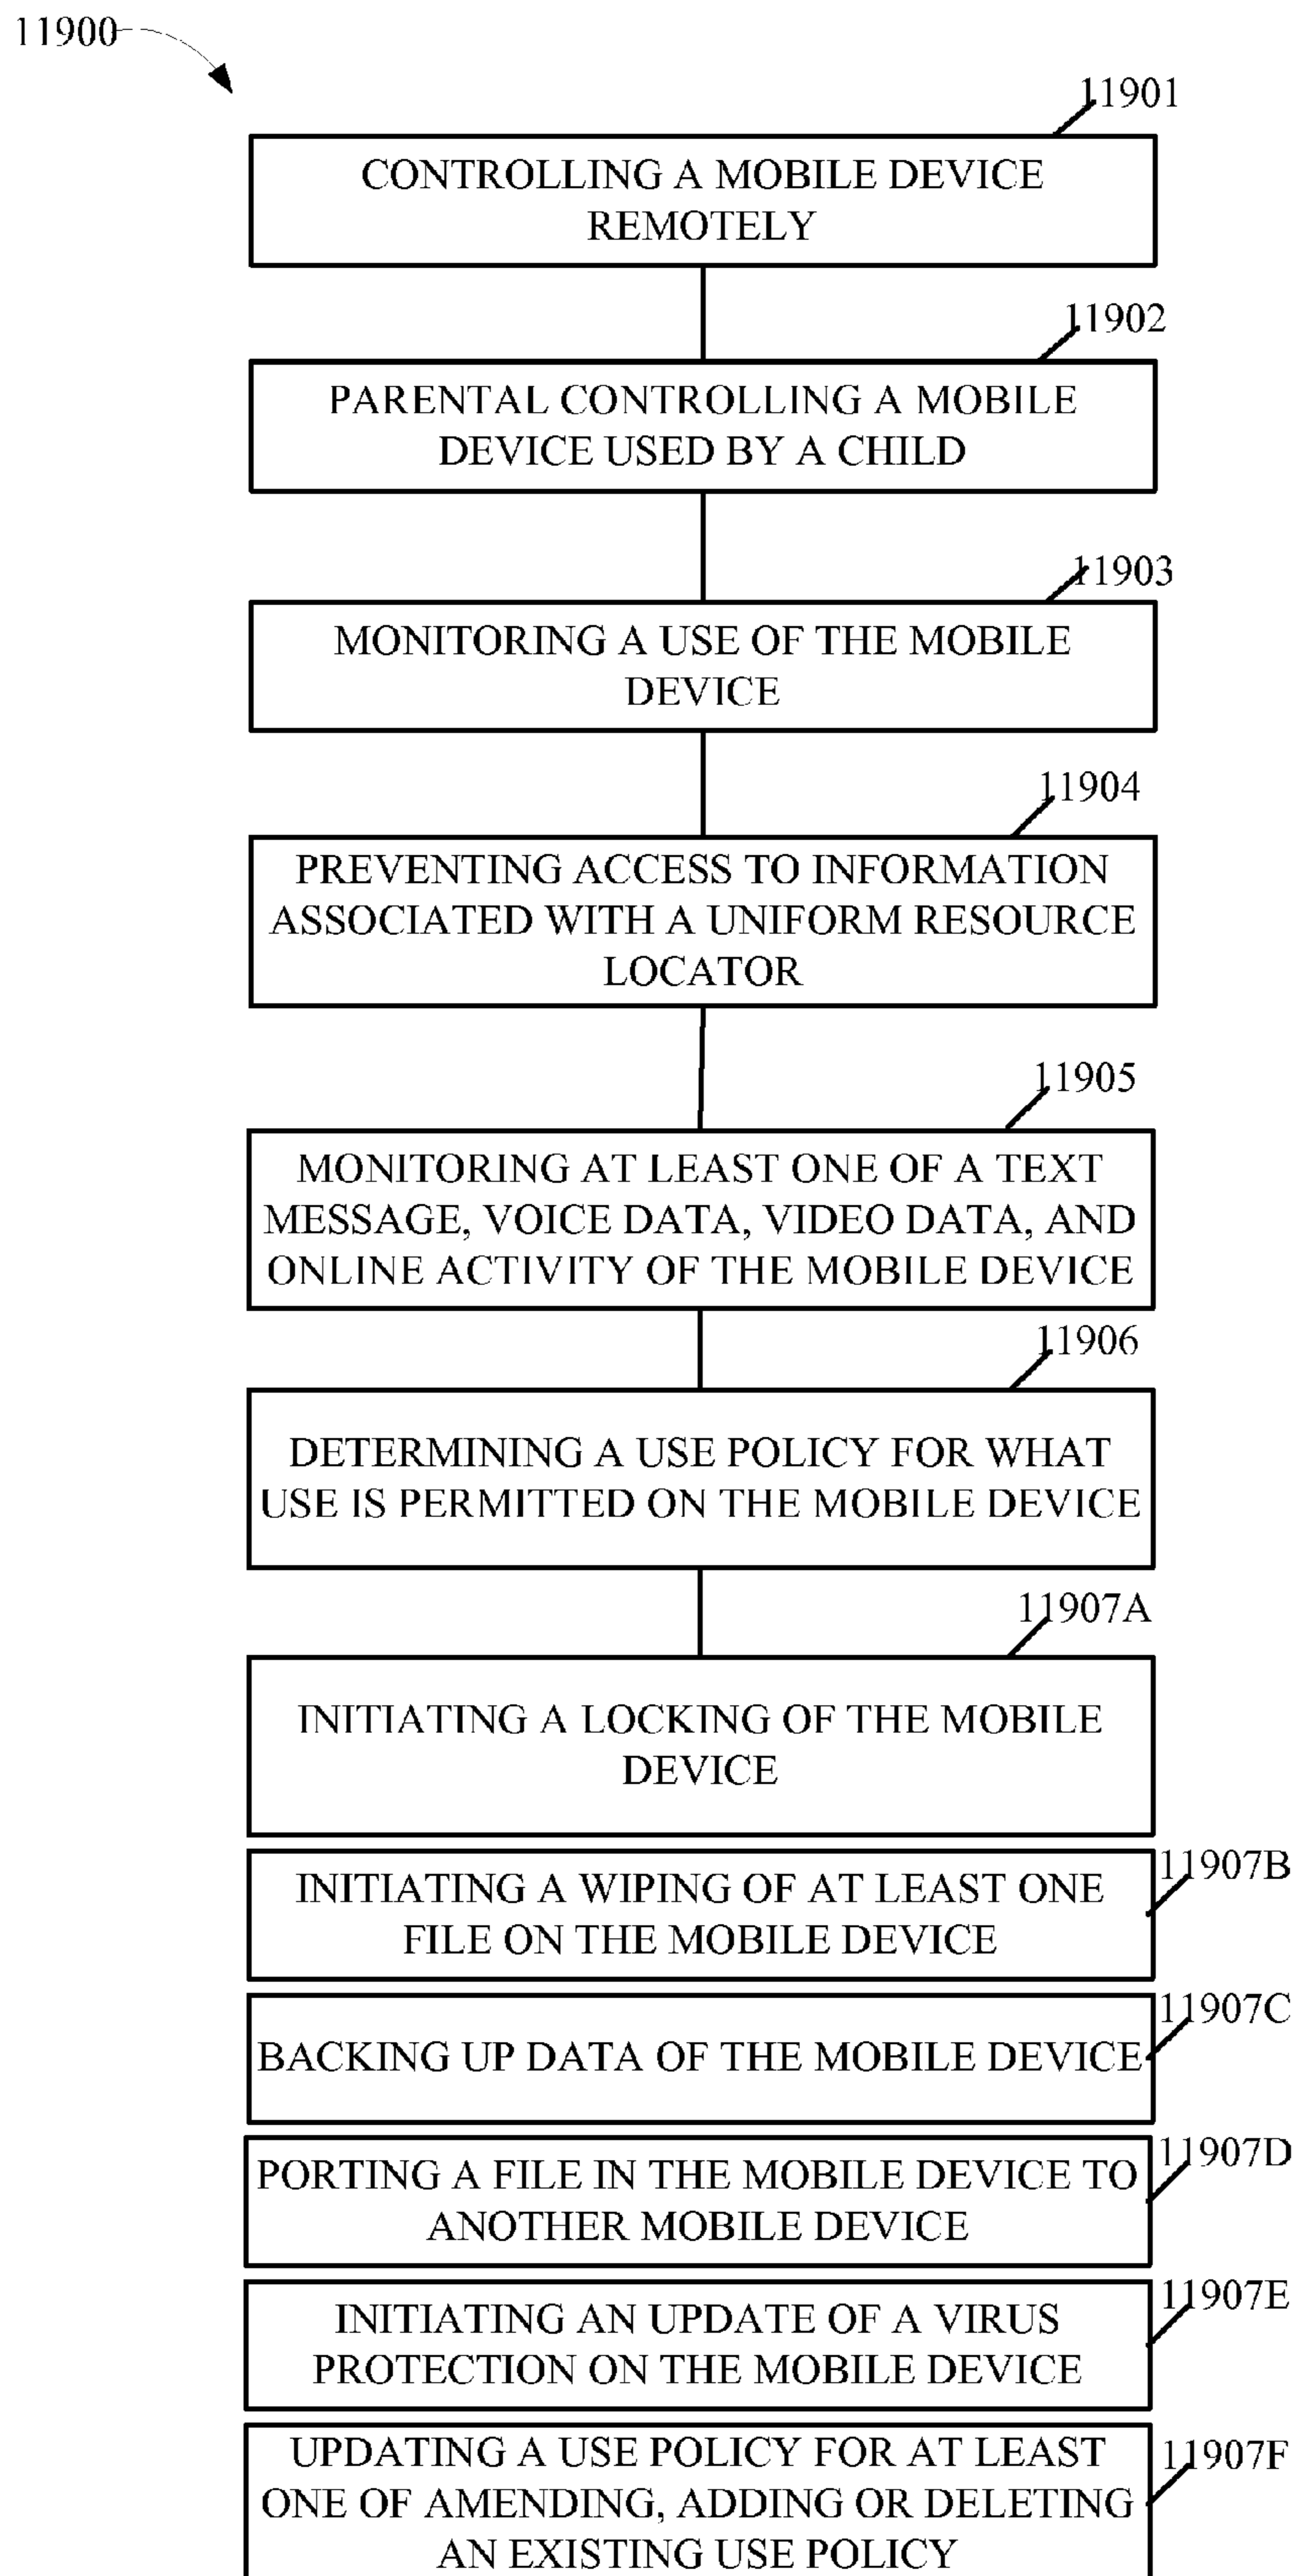 11900
11901
CONTROLLING A MOBILE DEVICE
REMOTELY
11902
PARENTAL CONTROLLING A MOBILE
DEVICE USED BY A CHILD
11903
MONITORING A USE OF THE MOBILE
DEVICE
11904
PREVENTING ACCESS TO INFORMATION
ASSOCIATED WITH A UNIFORM RESOURCE
LOCATOR
11905
MONITORING AT LEAST ONE OF A TEXT
MESSAGE, VOICE DATA, VIDEO DATA, AND
ONLINE ACTIVITY OF THE MOBILE DEVICE
11906
DETERMINING A USE POLICY FOR WHAT
USE IS PERMITTED ON THE MOBILE DEVICE
11907A
INITIATING A LOCKING OF THE MOBILE
DEVICE
11907B
INITIATING A WIPING OF AT LEAST ONE
FILE ON THE MOBILE DEVICE
11907C
BACKING UP DATA OF THE MOBILE DEVICE
11907D
PORTING A FILE IN THE MOBILE DEVICE TO
ANOTHER MOBILE DEVICE
11907E
INITIATING AN UPDATE OF A VIRUS
PROTECTION ON THE MOBILE DEVICE
11907F
UPDATING A USE POLICY FOR AT LEAST
ONE OF AMENDING, ADDING OR DELETING
AN EXISTING USE POLICY